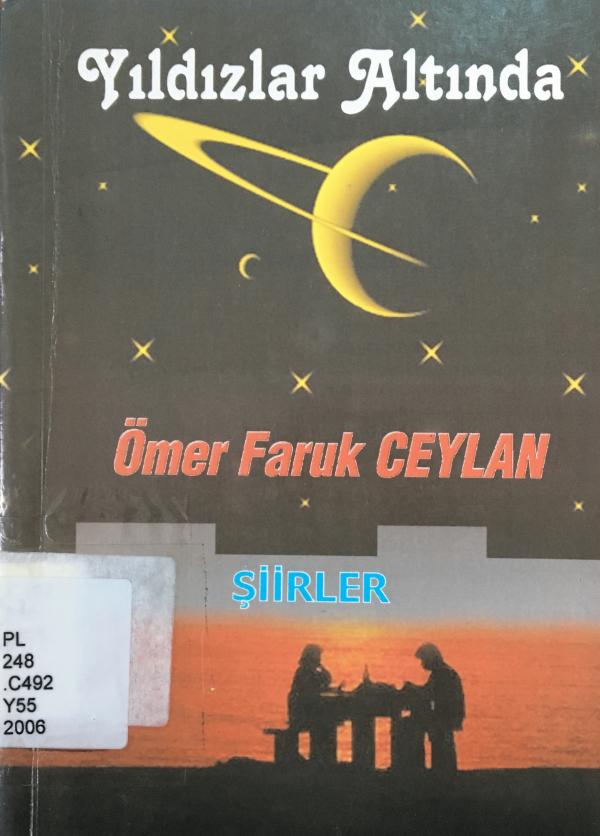 Yıldızlar Altında
Ömer Faruk CEYLAN
ŞİİRLER
PL
248
.C492
Y55
2006